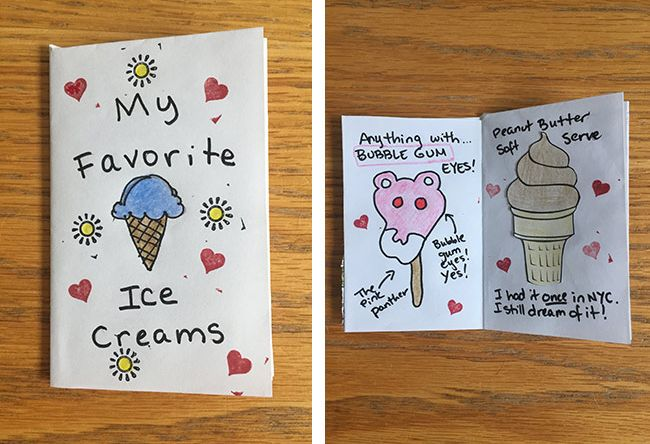 My
Favorite
Ice
Creams
Anything with...
BUBBLE GUM
EYES!
Bubble
gum
eyes!
Yes!
The
Pink
Panther
Peanut Butter
Soft Serve
I had it once in NYC.
I still dream of it!